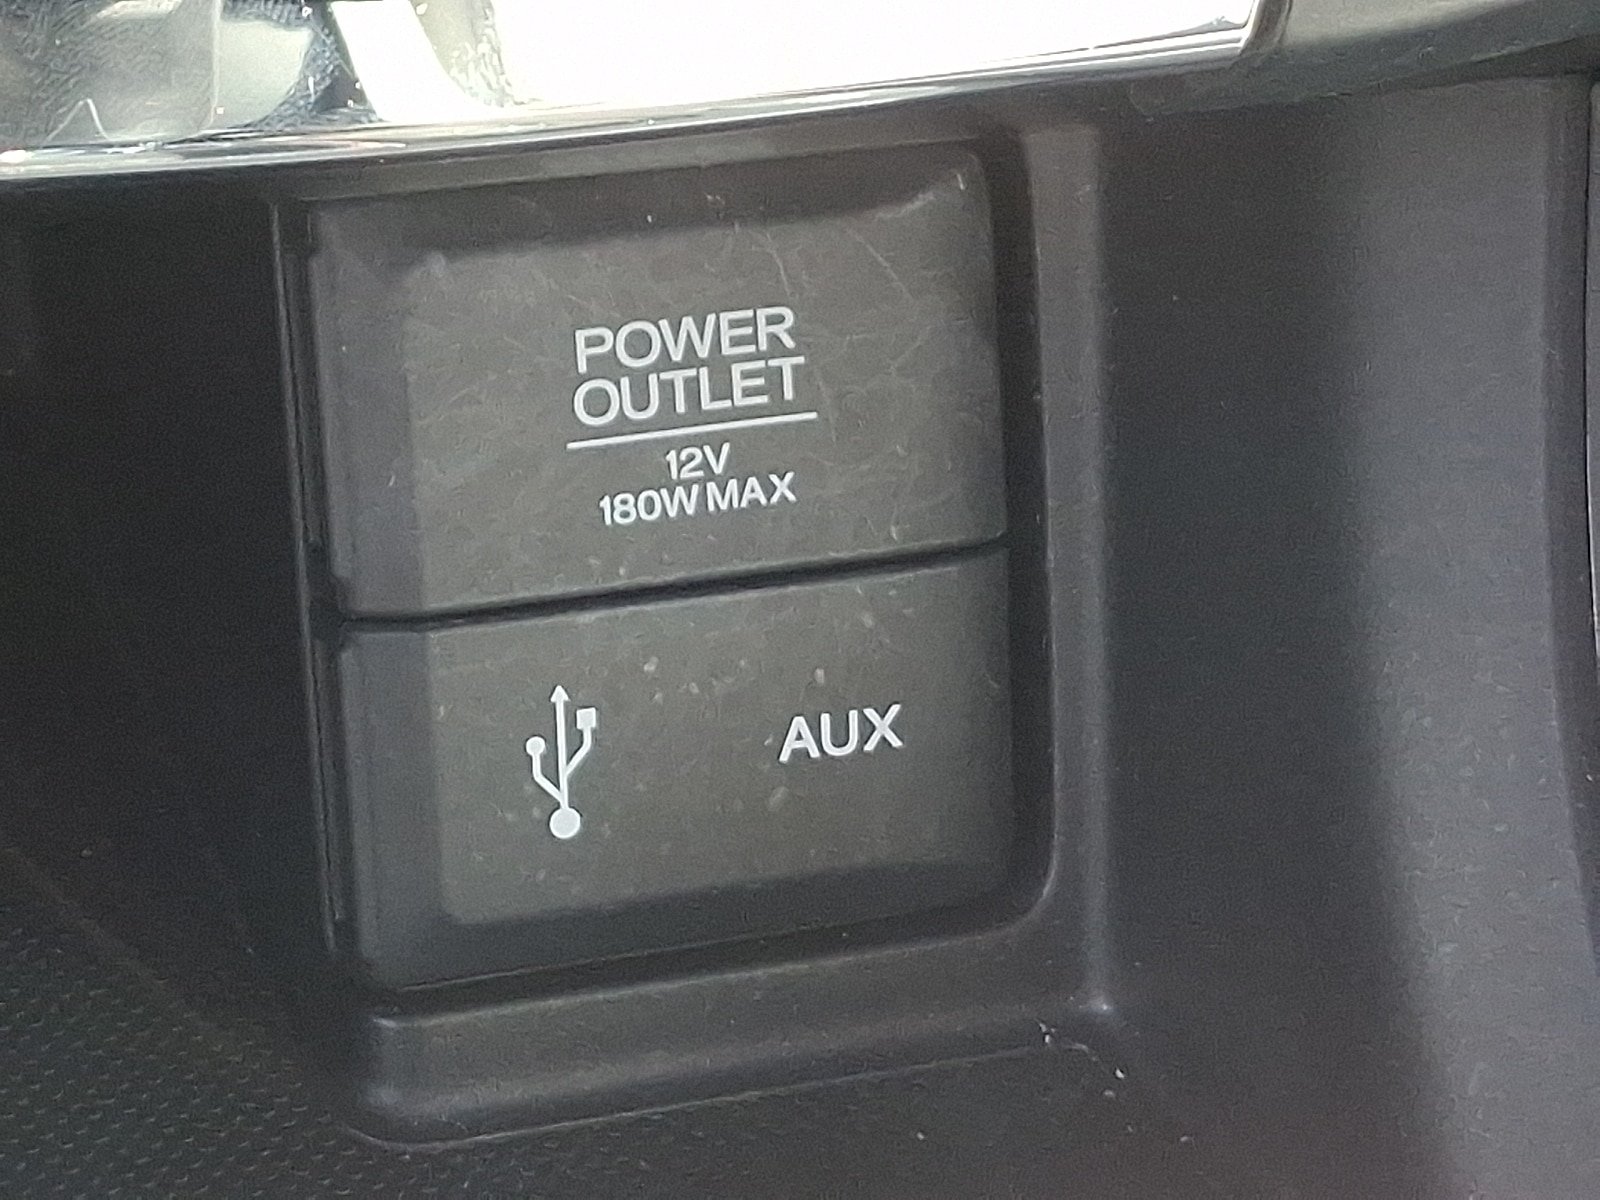 POWER
OUTLET
12V
180W MAX
AUX